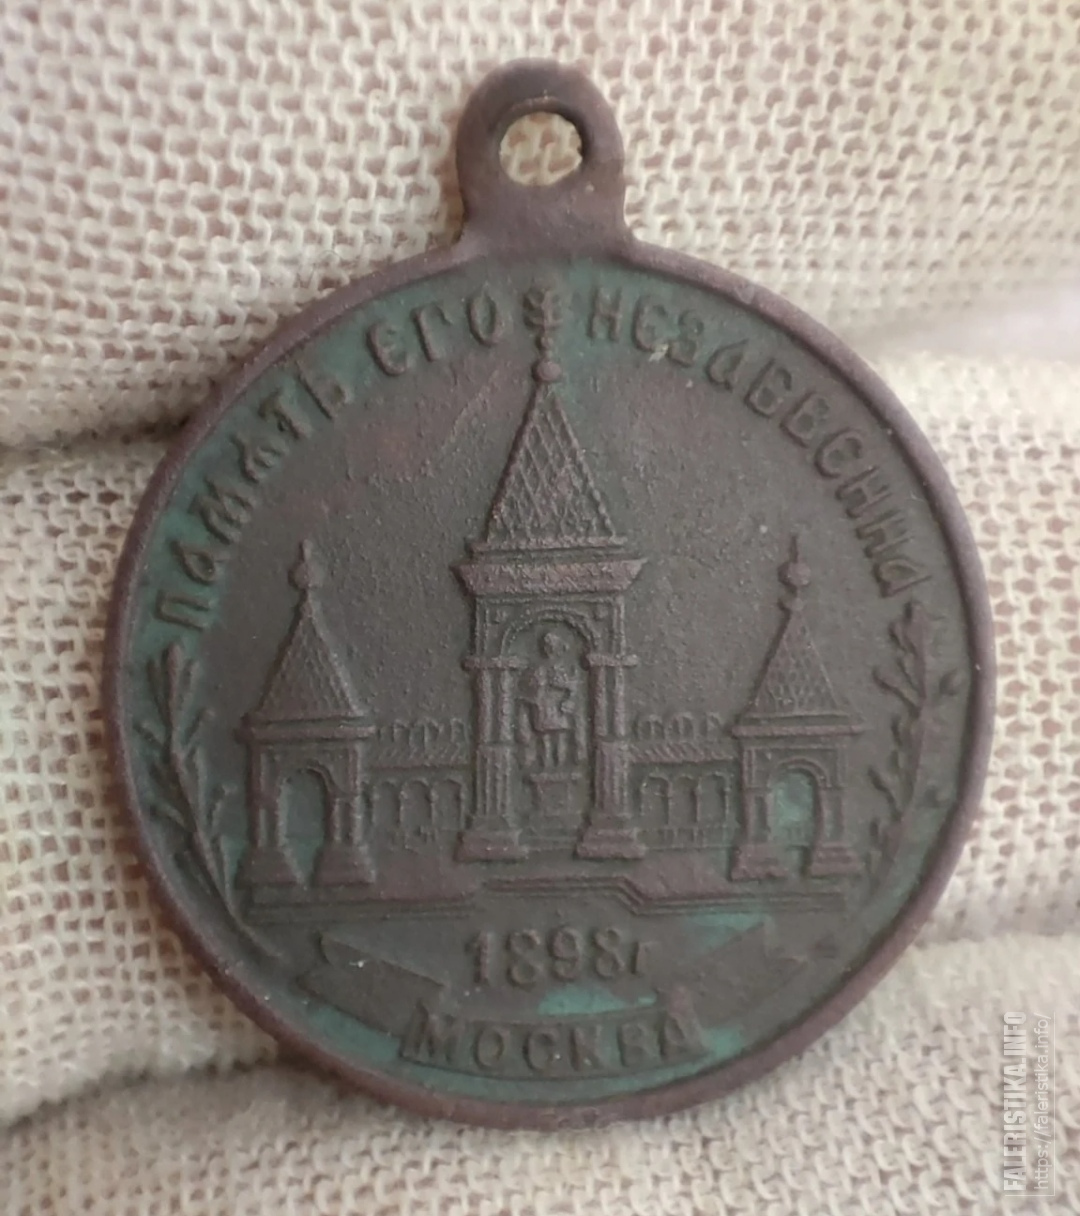 ПАМЯТЬ ЕГО НЕЗАБВЕННА
1898г
МОСКВА
FALERISTIKA.INFO
https://faleristika.info/